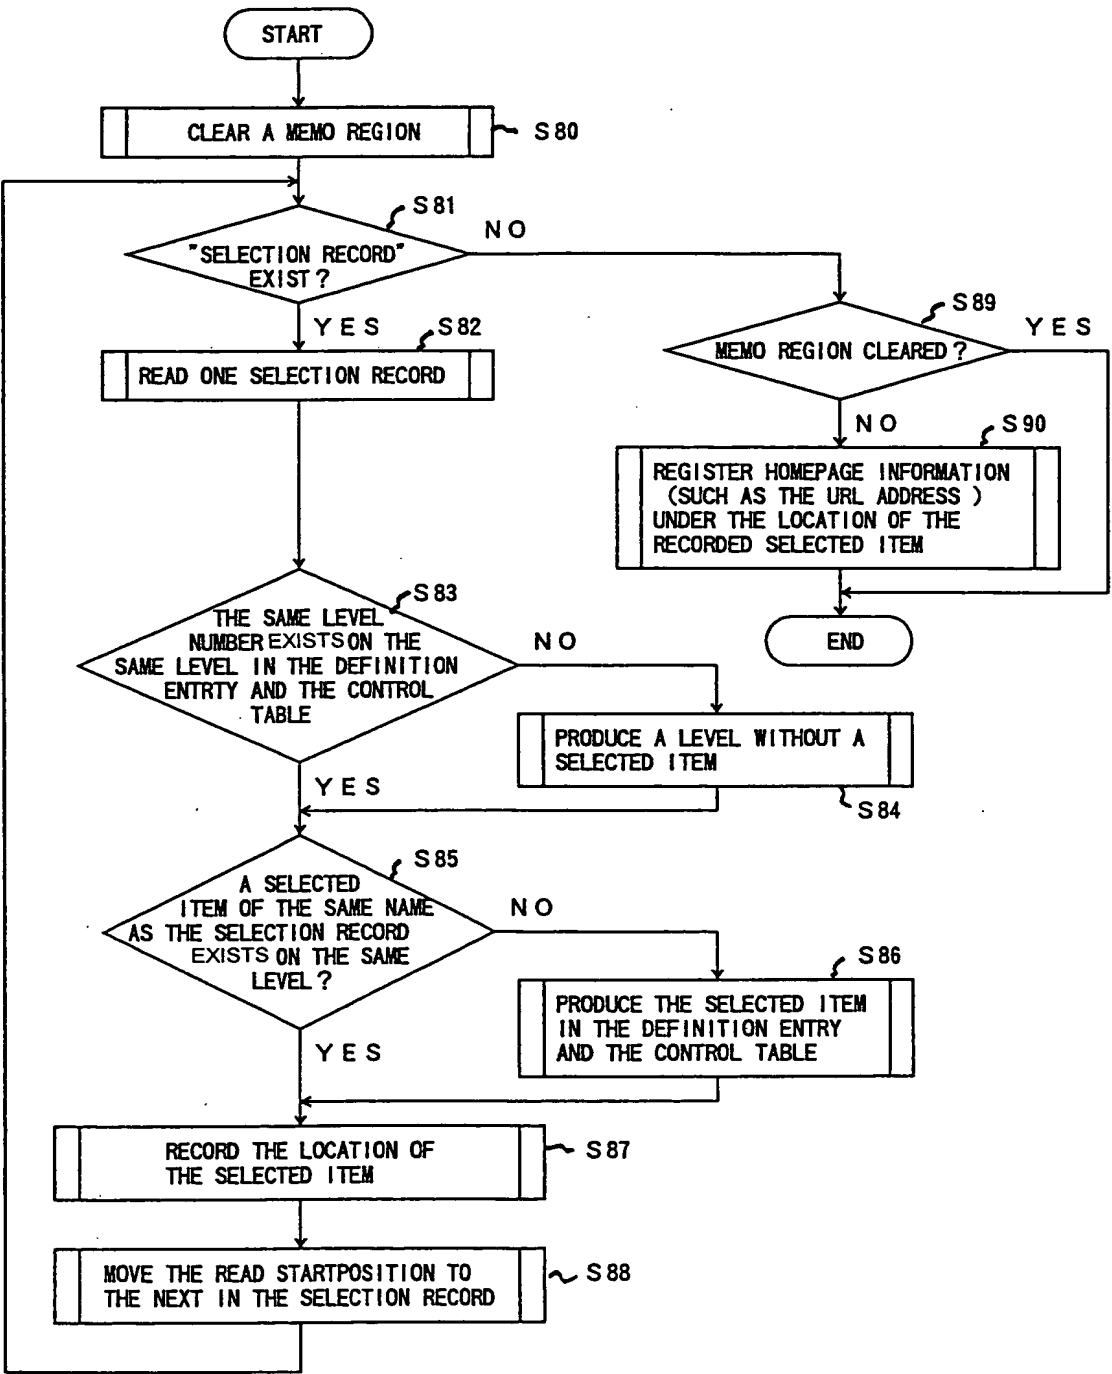 START
CLEAR A MEMO REGION
S80
S81
"SELECTION RECORD"
EXIST?
NO
YES
S82
READ ONE SELECTION RECORD
S89
MEMO REGION CLEARED?
YES
NO
S90
REGISTER HOMEPAGE INFORMATION
(SUCH AS THE URL ADDRESS )
UNDER THE LOCATION OF THE
RECORDED SELECTED ITEM
END
S83
THE SAME LEVEL
NUMBER EXISTS ON THE
SAME LEVEL IN THE DEFINITION
ENTRTY AND THE CONTROL
TABLE
NO
YES
PRODUCE A LEVEL WITHOUT A
SELECTED ITEM
S84
S85
A SELECTED
ITEM OF THE SAME NAME
AS THE SELECTION RECORD
EXISTS ON THE SAME
LEVEL?
NO
YES
S86
PRODUCE THE SELECTED ITEM
IN THE DEFINITION ENTRY
AND THE CONTROL TABLE
RECORD THE LOCATION OF
THE SELECTED ITEM
S87
MOVE THE READ STARTPOSITION TO
THE NEXT IN THE SELECTION RECORD
S88